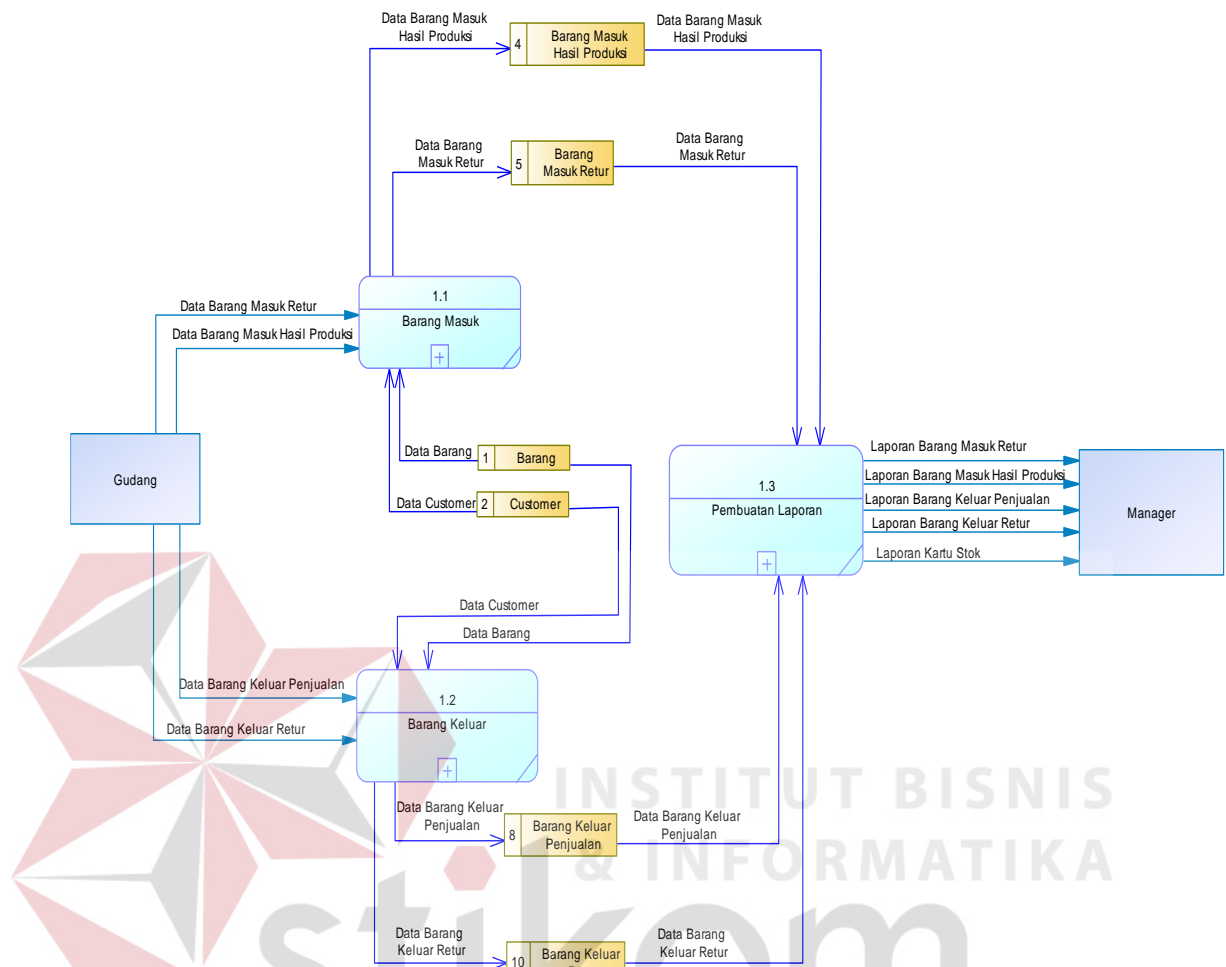 Data Barang Masuk
Hasil Produksi
4
Barang Masuk
Hasil Produksi
Data Barang Masuk
Hasil Produksi
Data Barang
Masuk Retur
5
Barang
Masuk Retur
Data Barang
Masuk Retur
1.1
Barang Masuk
Data Barang Masuk Retur
Data Barang Masuk Hasil Produksi
Gudang
Data Barang
1
Barang
Data Customer
2
Customer
1.3
Pembuatan Laporan
Laporan Barang Masuk Retur
Laporan Barang Masuk Hasil Produksi
Laporan Barang Keluar Penjualan
Laporan Barang Keluar Retur
Laporan Kartu Stok
Manager
Data Customer
Data Barang
Data Barang Keluar Penjualan
Data Barang Keluar Retur
1.2
Barang Keluar
INSTITUT BISNIS
& INFORMATIKA
stikom
Data Barang Keluar
Penjualan
8
Barang Keluar
Penjualan
Data Barang Keluar
Penjualan
Data Barang
Keluar Retur
10
Barang Keluar
Data Barang
Keluar Retur